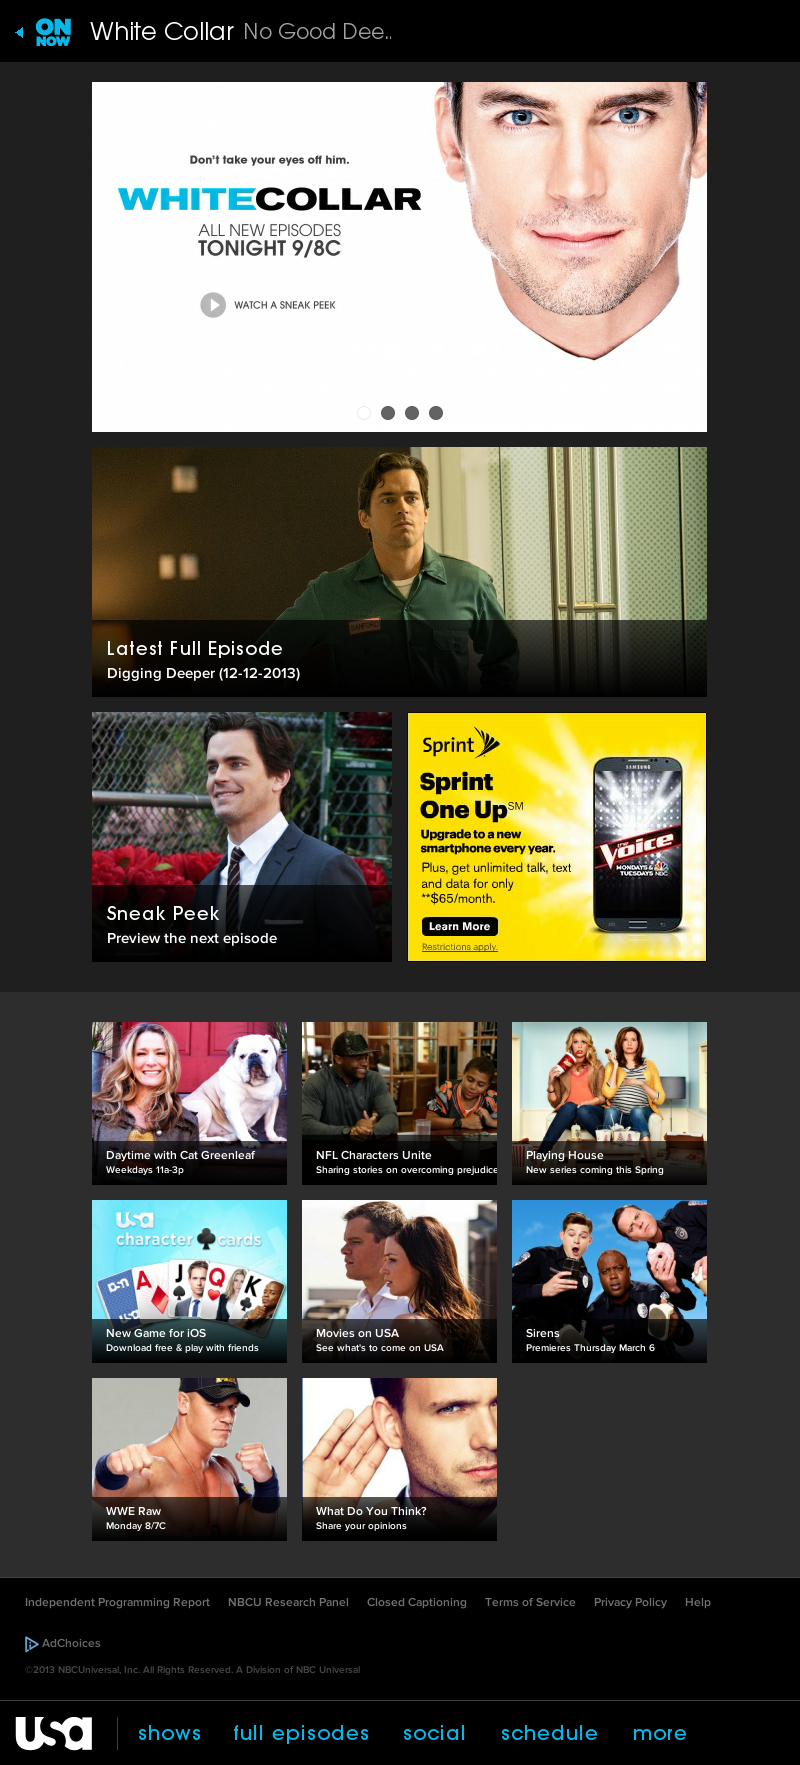 ON NOW
White Collar No Good Dee..
Don't take your eyes off him.
WHITECOLLAR
ALL NEW EPISODES
TONIGHT 9/8C
WATCH A SNEAK PEEK
Latest Full Episode
Digging Deeper (12-12-2013)
Sneak Peek
Preview the next episode
Sprint
Sprint
One Up℠
Upgrade to a new
smartphone every year.
Plus, get unlimited talk, text
and data for only
**$65/month.
Learn More
Restrictions apply.
SAMSUNG
the
Voice
MONDAYS &
TUESDAYS NBC
Daytime with Cat Greenleaf
Weekdays 11a-3p
NFL Characters Unite
Sharing stories on overcoming prejudice
Playing House
New series coming this Spring
usa
character cards
A J Q K
New Game for iOS
Download free & play with friends
Movies on USA
See what's to come on USA
Sirens
Premieres Thursday March 6
WWE Raw
Monday 8/7C
What Do You Think?
Share your opinions
Independent Programming Report NBCU Research Panel Closed Captioning Terms of Service Privacy Policy Help
AdChoices
©2013 NBCUniversal, Inc. All Rights Reserved. A Division of NBC Universal
usa shows full episodes social schedule more